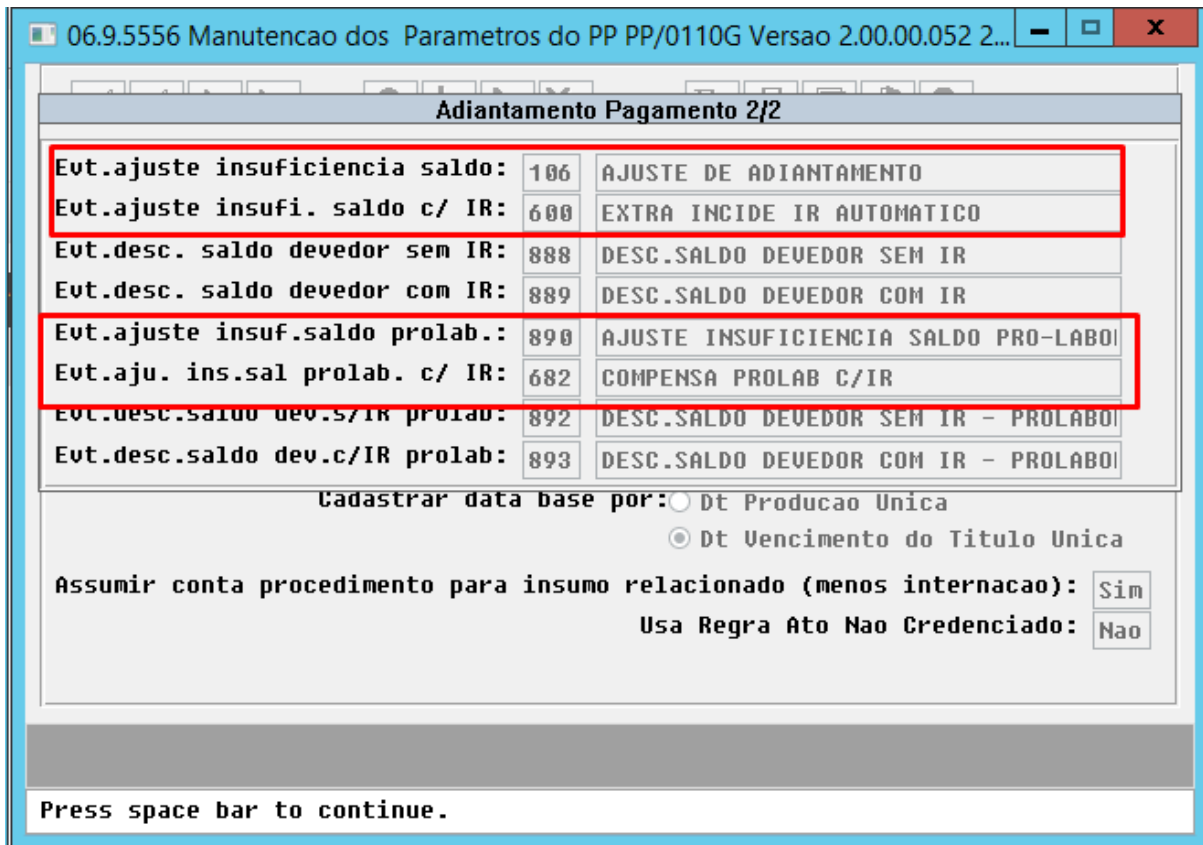 06.9.5556 Manutencao dos Parametros do PP PP/0110G Versao 2.00.00.052 2...
Adiantamento Pagamento 2/2
Evt.ajuste insuficiencia saldo: 106 AJUSTE DE ADIANTAMENTO
Evt.ajuste insufi. saldo c/ IR: 600 EXTRA INCIDE IR AUTOMATICO
Evt.desc. saldo devedor sem IR: 888 DESC.SALDO DEVEDOR SEM IR
Evt.desc. saldo devedor com IR: 889 DESC.SALDO DEVEDOR COM IR
Evt.ajuste insuf.saldo prolab.: 890 AJUSTE INSUFICIENCIA SALDO PRO-LABO
Evt.aju. ins.sal prolab. c/ IR: 682 COMPENSA PROLAB C/IR
Evt.desc.saldo dev.s/IR prolab: 892 DESC.SALDO DEVEDOR SEM IR - PROLABO
Evt.desc.saldo dev.c/IR prolab: 893 DESC.SALDO DEVEDOR COM IR - PROLABO
Cadastrar data base por: Dt Producao Unica
Dt Vencimento do Titulo Unica
Assumir conta procedimento para insumo relacionado (menos internacao): Sim
Usa Regra Ato Nao Credenciado: Nao
Press space bar to continue.